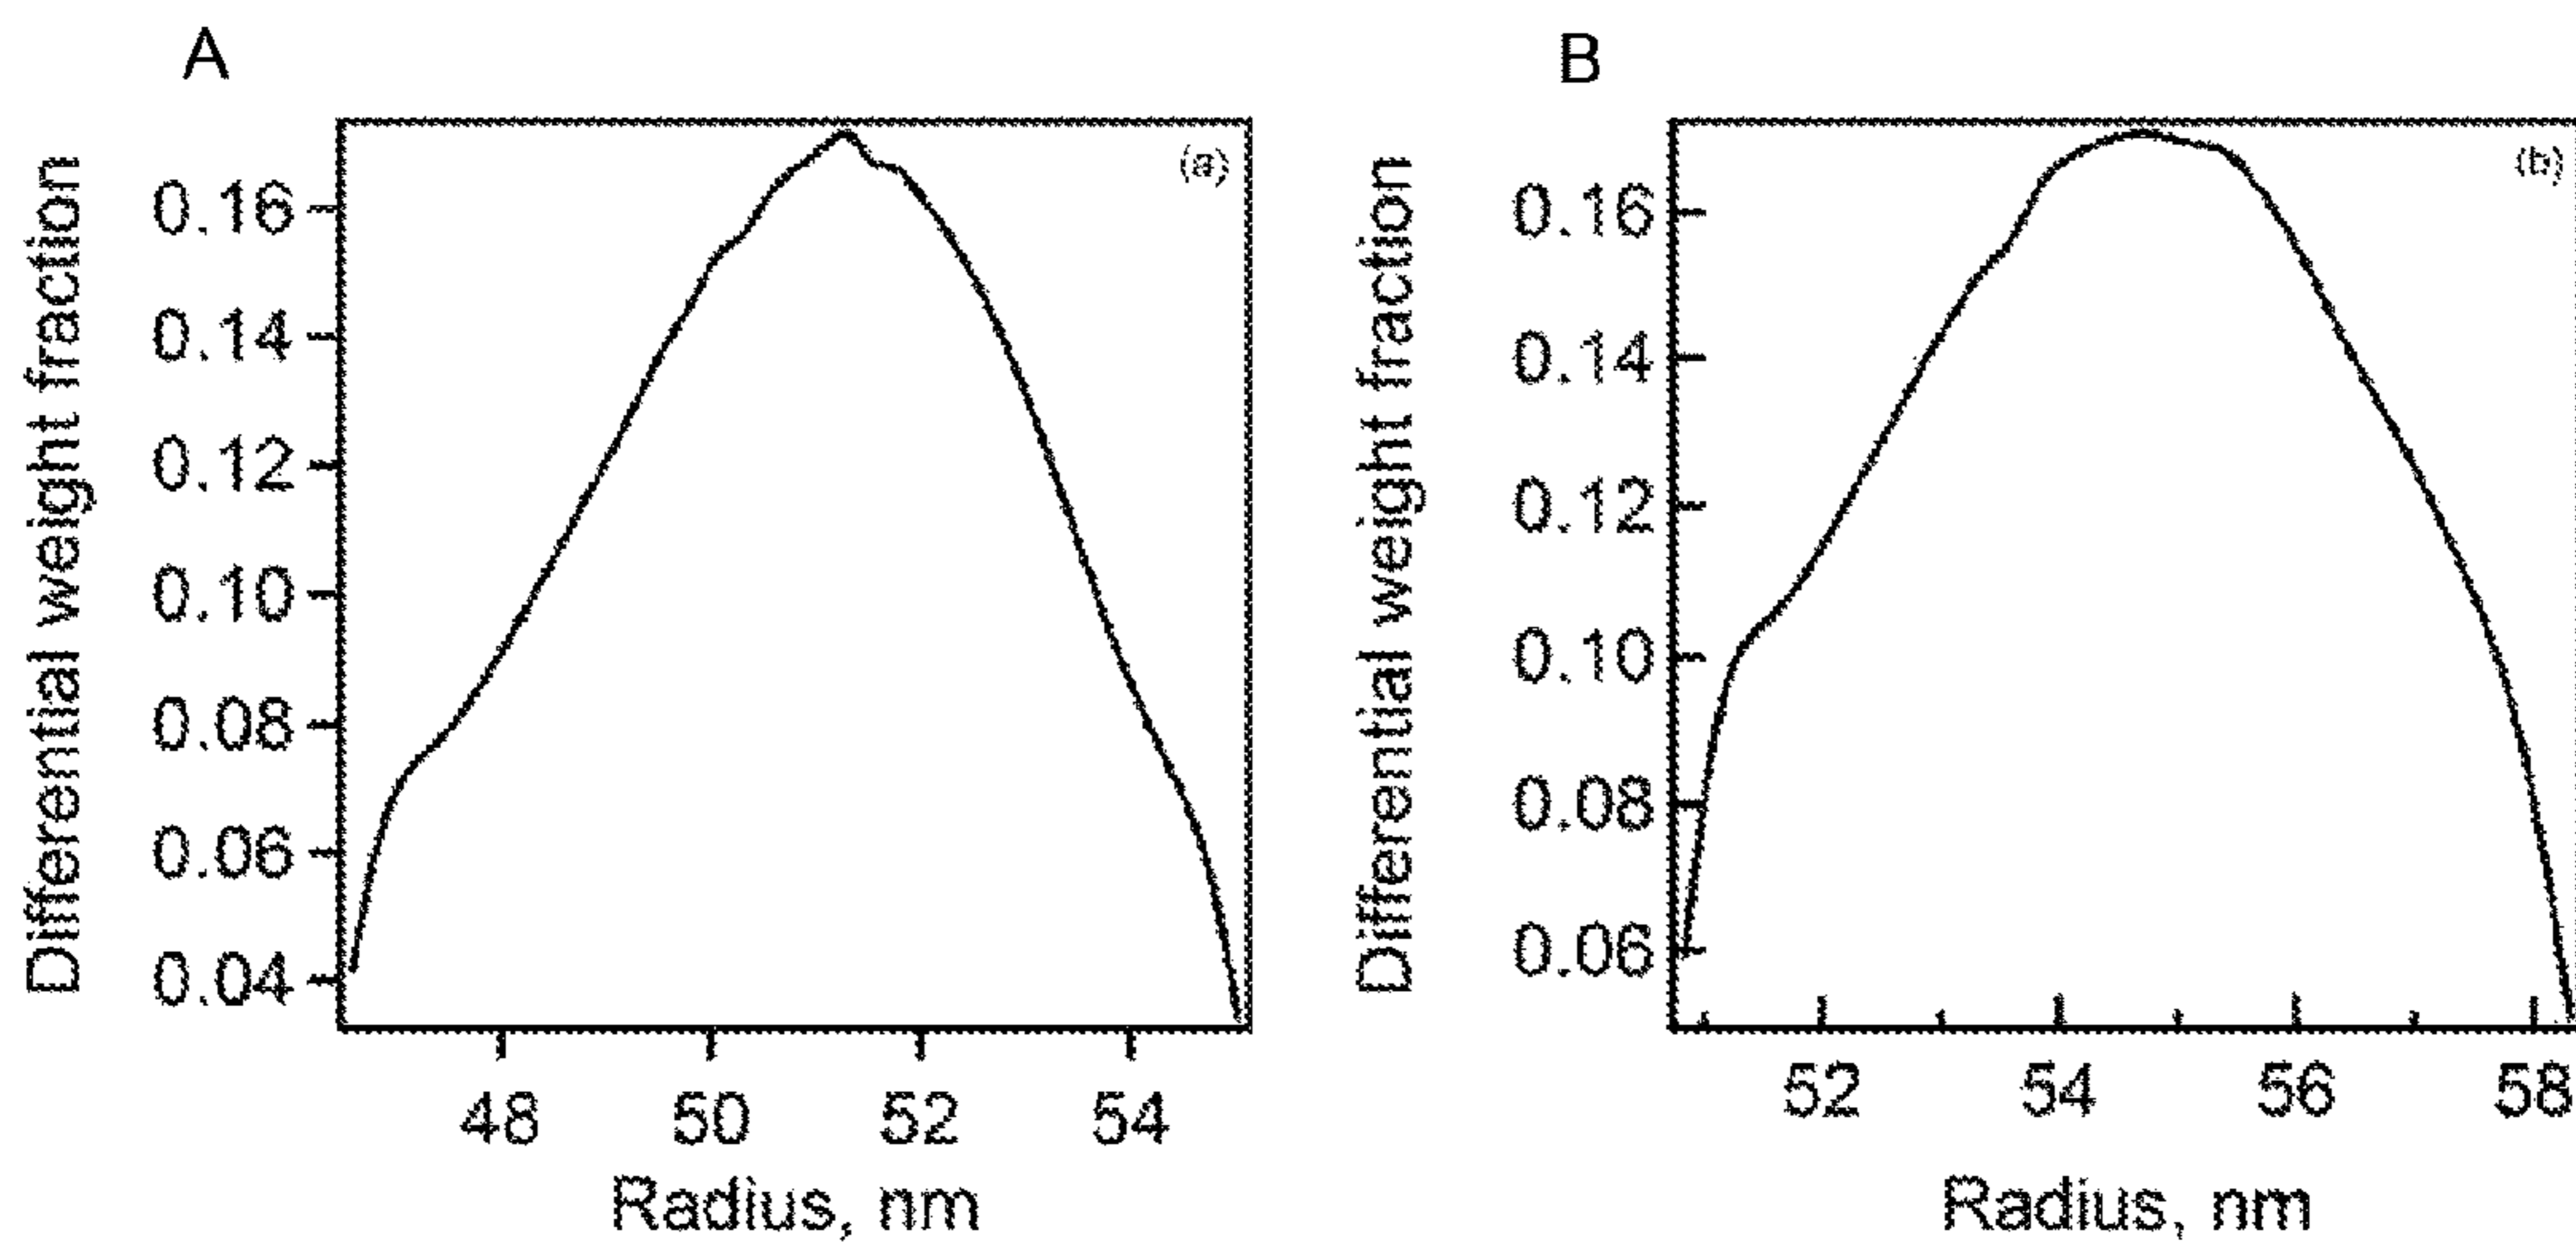 A
(a)
Differential weight fraction
0.16
0.14
0.12
0.10
0.08
0.06
0.04
48 50 52 54
Radius, nm
B
(b)
Differential weight fraction
0.16
0.14
0.12
0.10
0.08
0.06
52 54 56 58
Radius, nm